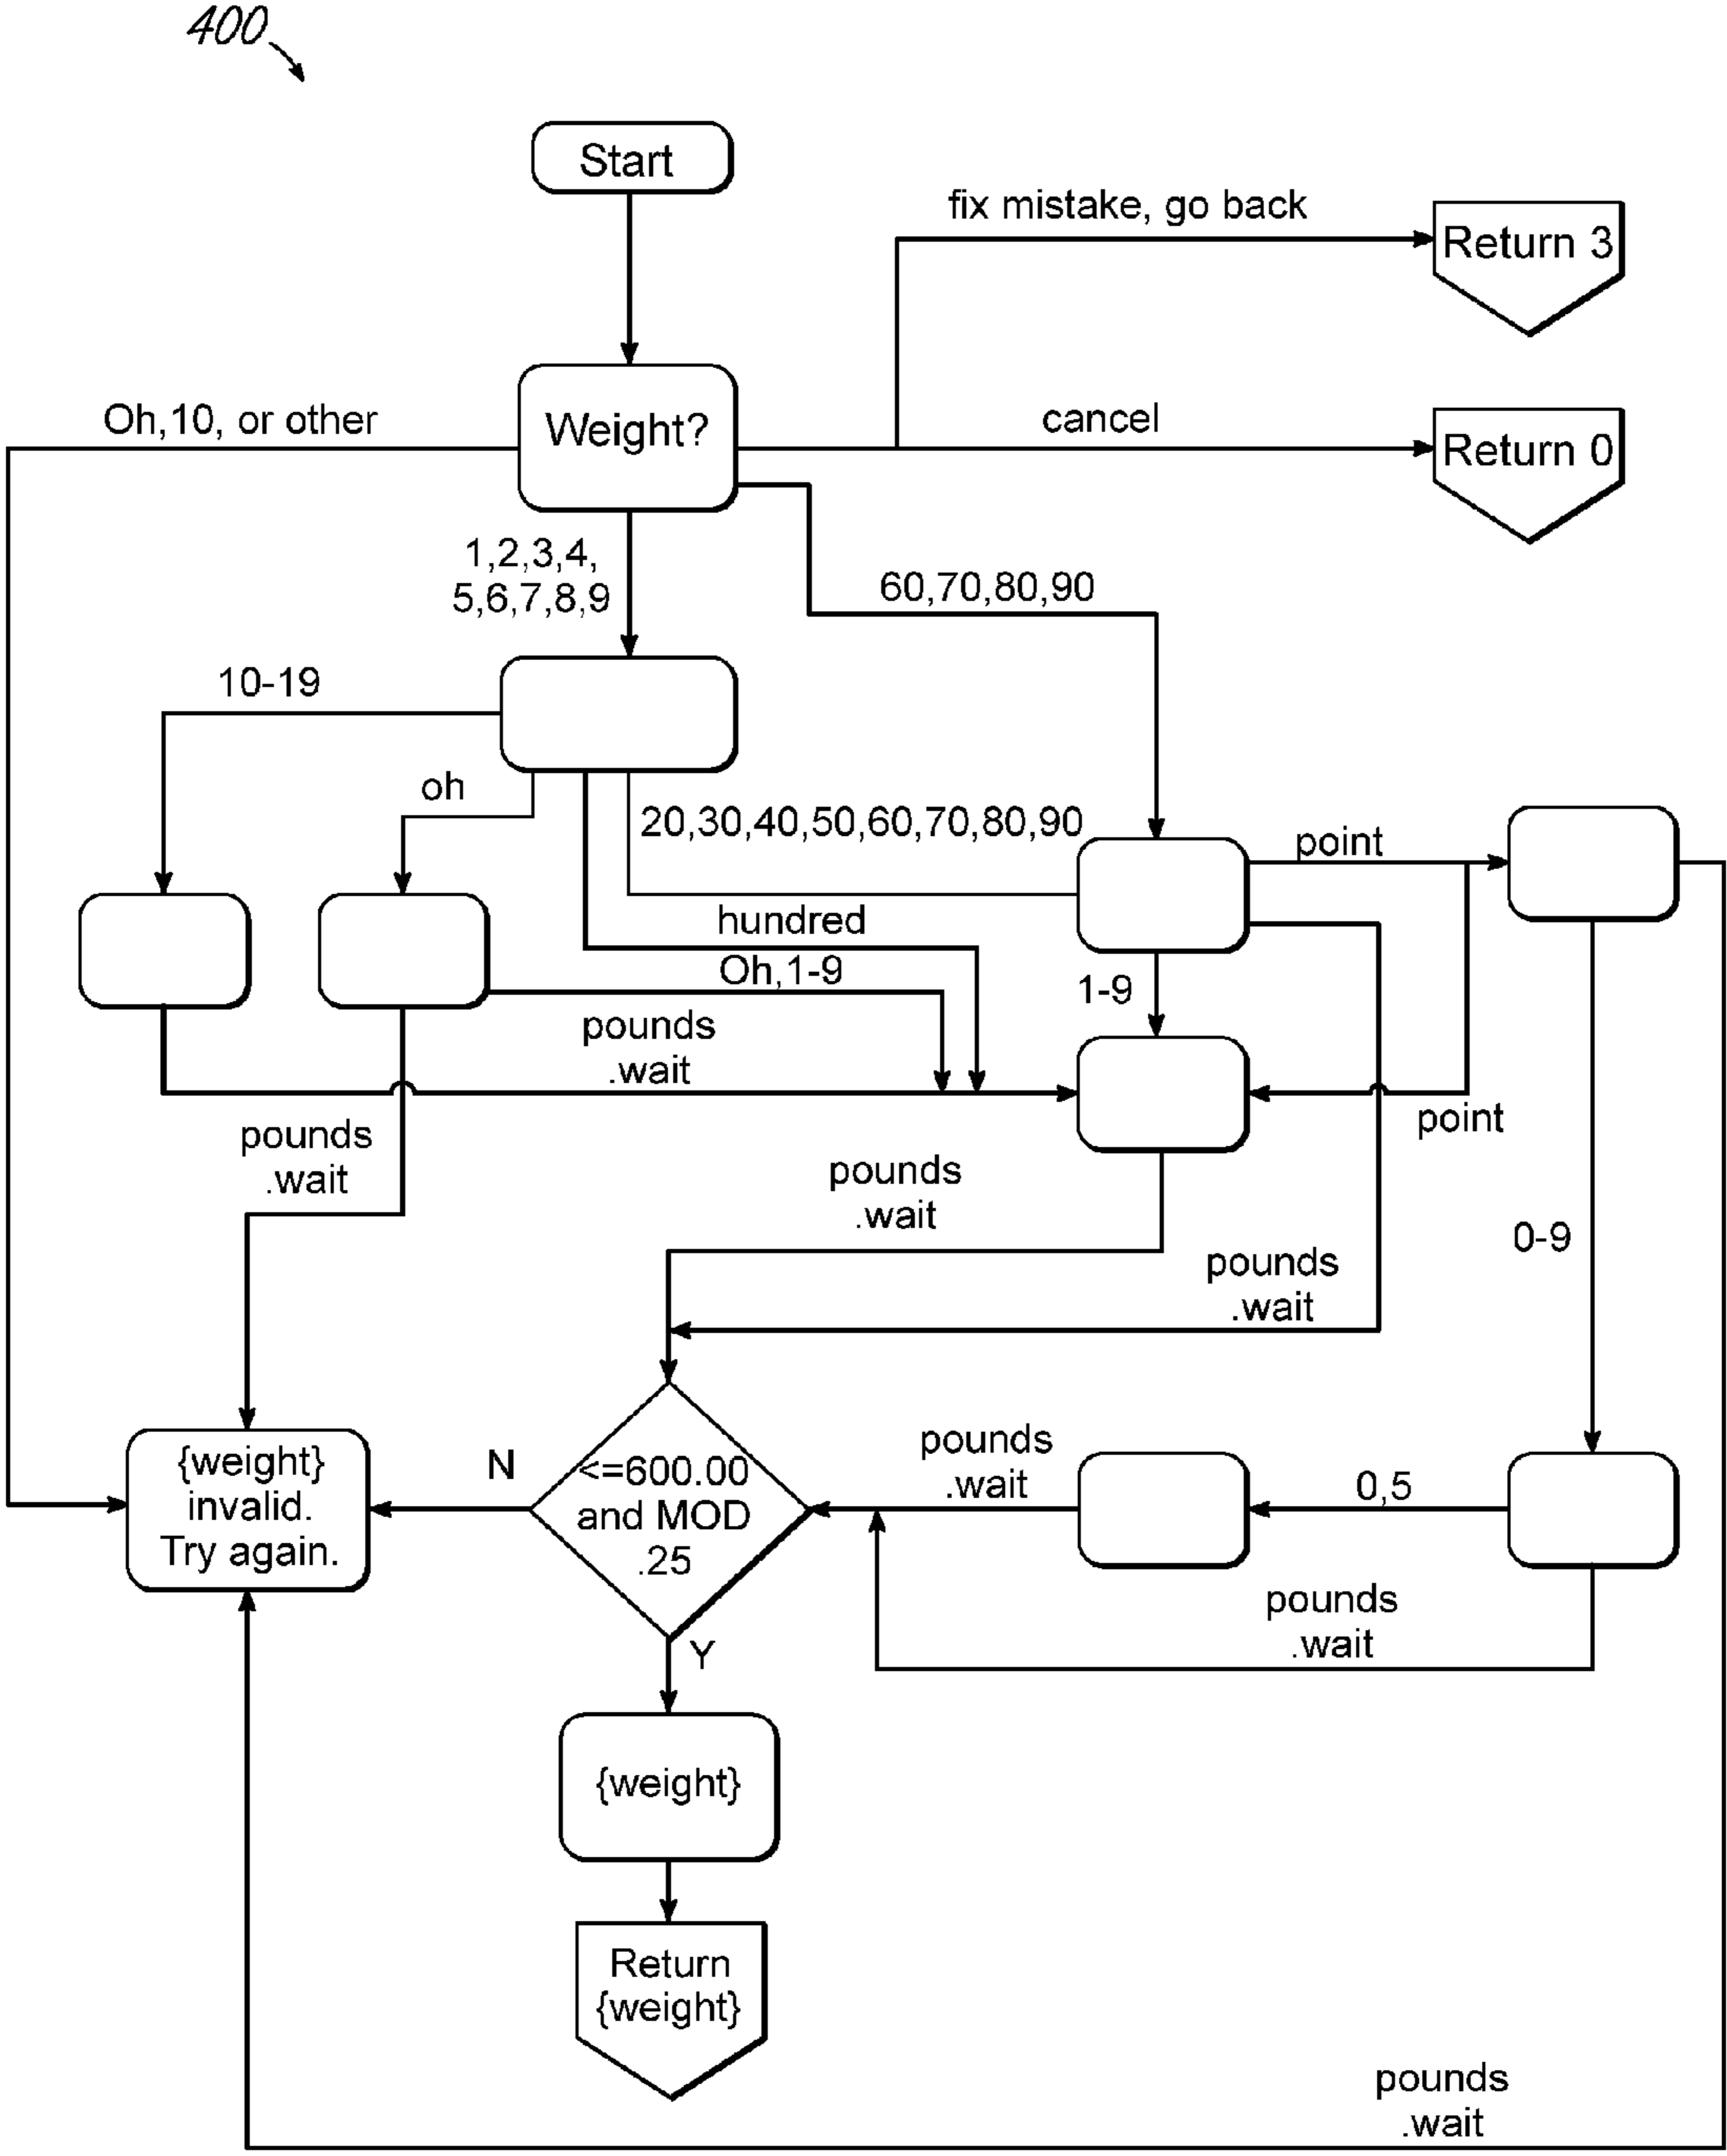 400
Start
fix mistake, go back
Return 3
Oh,10, or other
Weight?
cancel
Return 0
1,2,3,4,
5,6,7,8,9
60,70,80,90
10-19
oh
20,30,40,50,60,70,80,90
point
hundred
Oh,1-9
1-9
pounds
.wait
point
pounds
.wait
pounds
.wait
0-9
pounds
.wait
{weight}
invalid.
Try again.
N
<=600.00
and MOD
.25
pounds
.wait
0,5
pounds
.wait
Y
{weight}
Return
{weight}
pounds
.wait